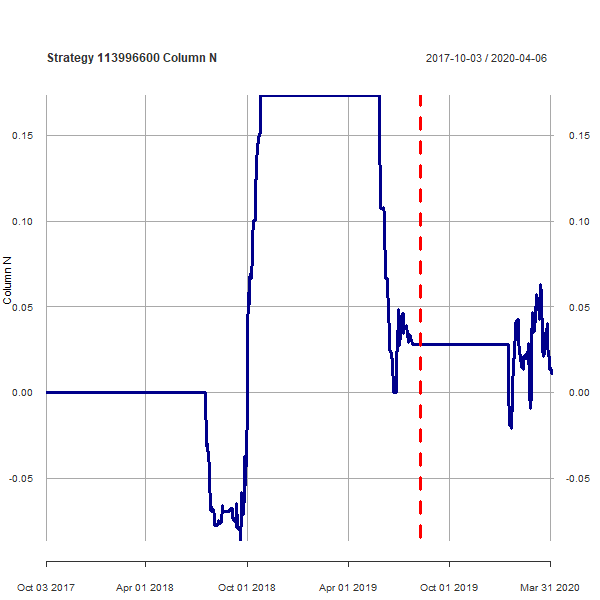 Strategy 113996600 Column N
2017-10-03 / 2020-04-06
0.15
0.15
0.10
0.10
Column N
0.05
0.05
0.00
0.00
-0.05
-0.05
Oct 03 2017
Apr 01 2018
Oct 01 2018
Apr 01 2019
Oct 01 2019
Mar 31 2020